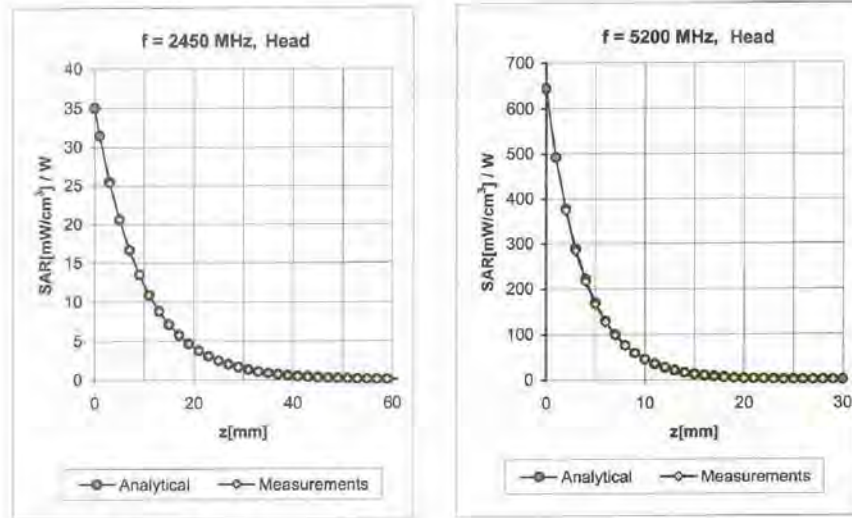 f = 2450 MHz, Head
40
35
30
25
20
15
10
5
0
SAR[mW/cm³] / W
0 20 40 60
z[mm]
Analytical Measurements
f = 5200 MHz, Head
700
600
500
400
300
200
100
0
SAR[mW/cm³] / W
0 10 20 30
z[mm]
Analytical Measurements